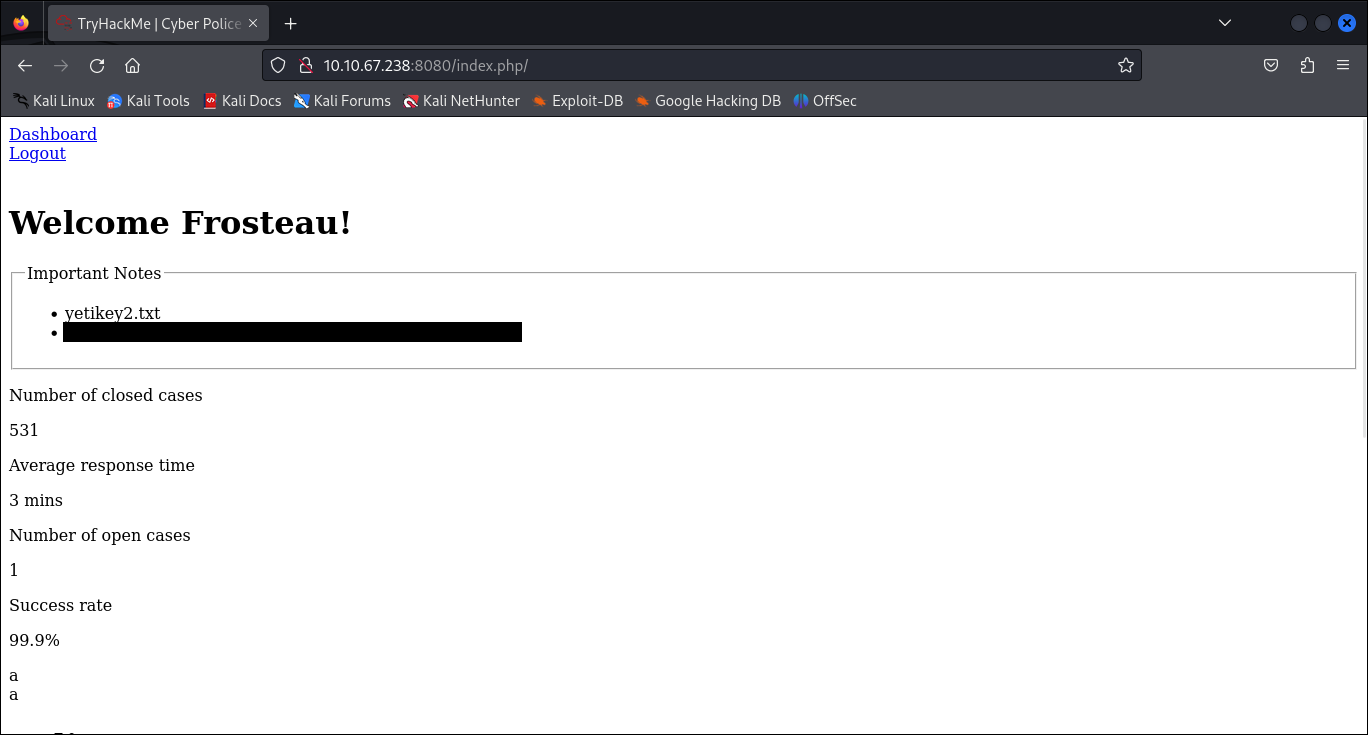 TryHackMe | Cyber Police
10.10.67.238:8080/index.php/
Kali Linux Kali Tools Kali Docs Kali Forums Kali NetHunter Exploit-DB Google Hacking DB OffSec
Dashboard
Logout
Welcome Frosteau!
Important Notes
yetikey2.txt
Number of closed cases
531
Average response time
3 mins
Number of open cases
1
Success rate
99.9%
a
a